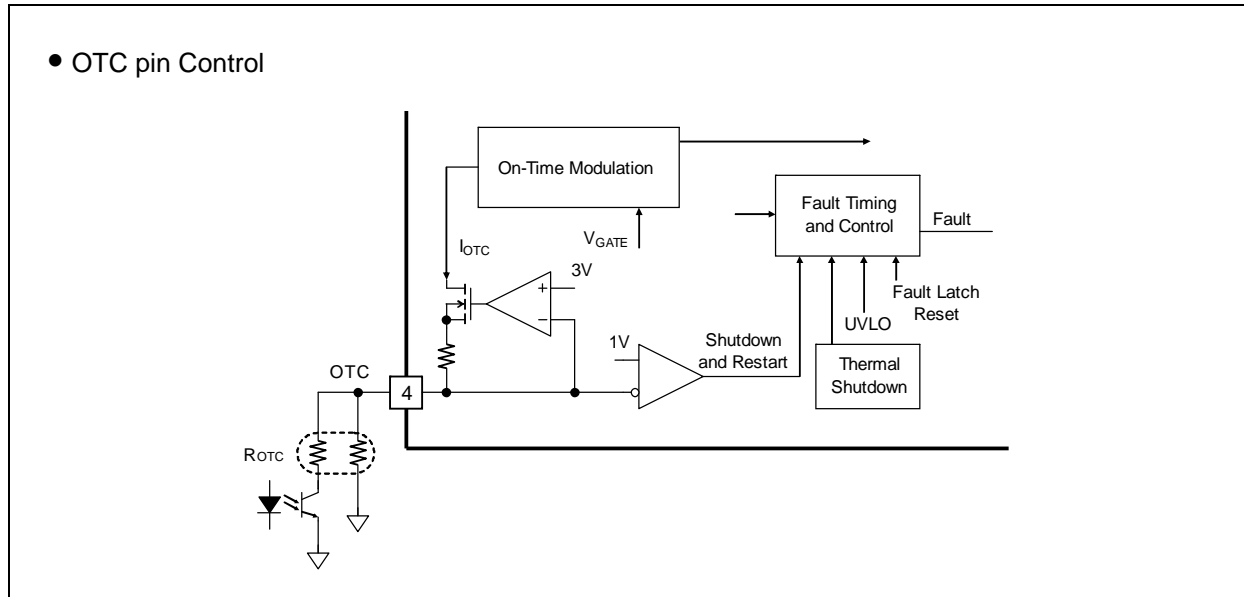 • OTC pin Control
On-Time Modulation
Fault Timing
and Control
Fault
VGATE
IOTC
3V
Fault Latch
Reset
UVLO
1V
Shutdown
and Restart
Thermal
Shutdown
OTC
4
ROTC